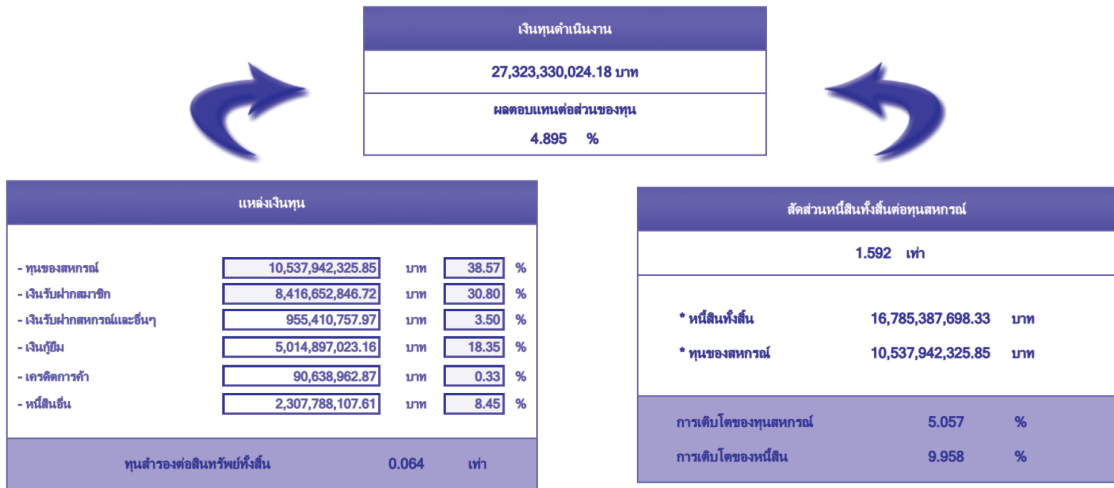 เงินทุนดำเนินงาน
27,323,330,024.18 บาท
ผลตอบแทนต่อส่วนของทุน
4.895 %
แหล่งเงินทุน
- ทุนของสหกรณ์ 10,537,942,325.85 บาท 38.57 %
- เงินรับฝากสมาชิก 8,416,652,846.72 บาท 30.80 %
- เงินรับฝากสหกรณ์และอื่นๆ 955,410,757.97 บาท 3.50 %
- เงินกู้ยืม 5,014,897,023.16 บาท 18.35 %
- เครดิตการค้า 90,638,962.87 บาท 0.33 %
- หนี้สินอื่น 2,307,788,107.61 บาท 8.45 %
ทุนสำรองต่อสินทรัพย์ทั้งสิ้น 0.064 เท่า
สัดส่วนหนี้สินทั้งสิ้นต่อทุนสหกรณ์
1.592 เท่า
* หนี้สินทั้งสิ้น 16,785,387,698.33 บาท
* ทุนของสหกรณ์ 10,537,942,325.85 บาท
การเติบโตของทุนสหกรณ์ 5.057 %
การเติบโตของหนี้สิน 9.958 %